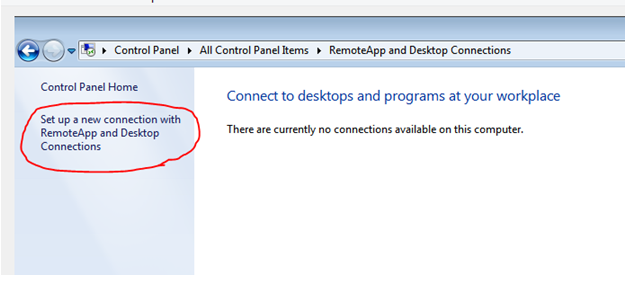 Control Panel ▸ All Control Panel Items ▸ RemoteApp and Desktop Connections
Control Panel Home
Set up a new connection with
RemoteApp and Desktop
Connections
Connect to desktops and programs at your workplace
There are currently no connections available on this computer.